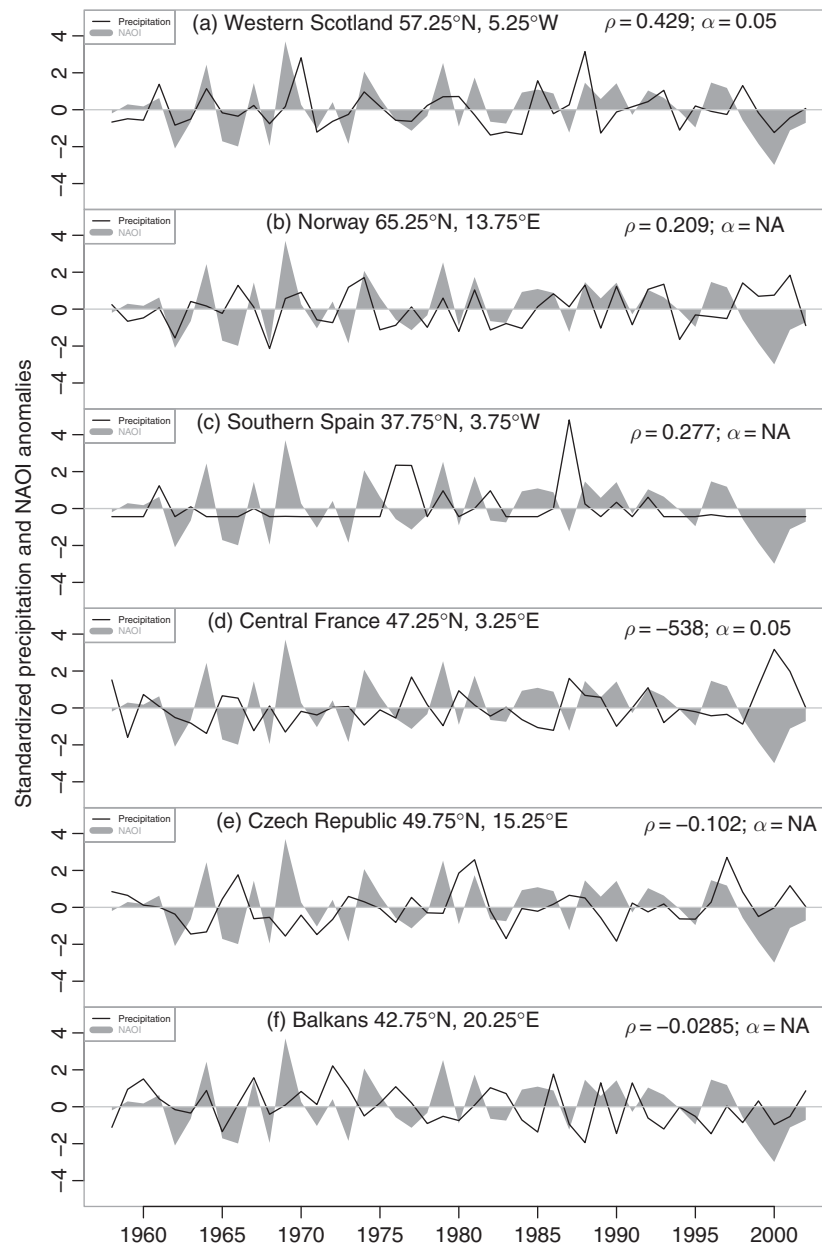 Standardized precipitation and NAOI anomalies
Precipitation
NAOI
(a) Western Scotland 57.25°N, 5.25°W
ρ = 0.429; α = 0.05
4
2
0
−2
−4
Precipitation
NAOI
(b) Norway 65.25°N, 13.75°E
ρ = 0.209; α = NA
4
2
0
−2
−4
Precipitation
NAOI
(c) Southern Spain 37.75°N, 3.75°W
ρ = 0.277; α = NA
4
2
0
−2
−4
Precipitation
NAOI
(d) Central France 47.25°N, 3.25°E
ρ = −538; α = 0.05
4
2
0
−2
−4
Precipitation
NAOI
(e) Czech Republic 49.75°N, 15.25°E
ρ = −0.102; α = NA
4
2
0
−2
−4
Precipitation
NAOI
(f) Balkans 42.75°N, 20.25°E
ρ = −0.0285; α = NA
4
2
0
−2
−4
1960 1965 1970 1975 1980 1985 1990 1995 2000